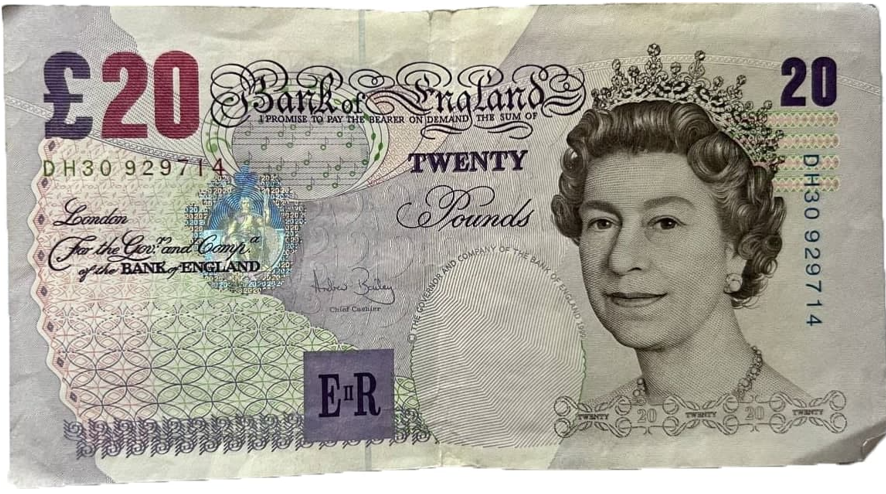 £20
Bank of England
20
I PROMISE TO PAY THE BEARER ON DEMAND THE SUM OF
DH30 929714
TWENTY
Pounds
DH30 929714
London
For the Govr. and Compa.
of the BANK of ENGLAND
Andrew Bailey
Chief Cashier
© THE GOVERNOR AND COMPANY OF THE BANK OF ENGLAND 1999
EIIR
TWENTY 20 TWENTY 20 TWENTY